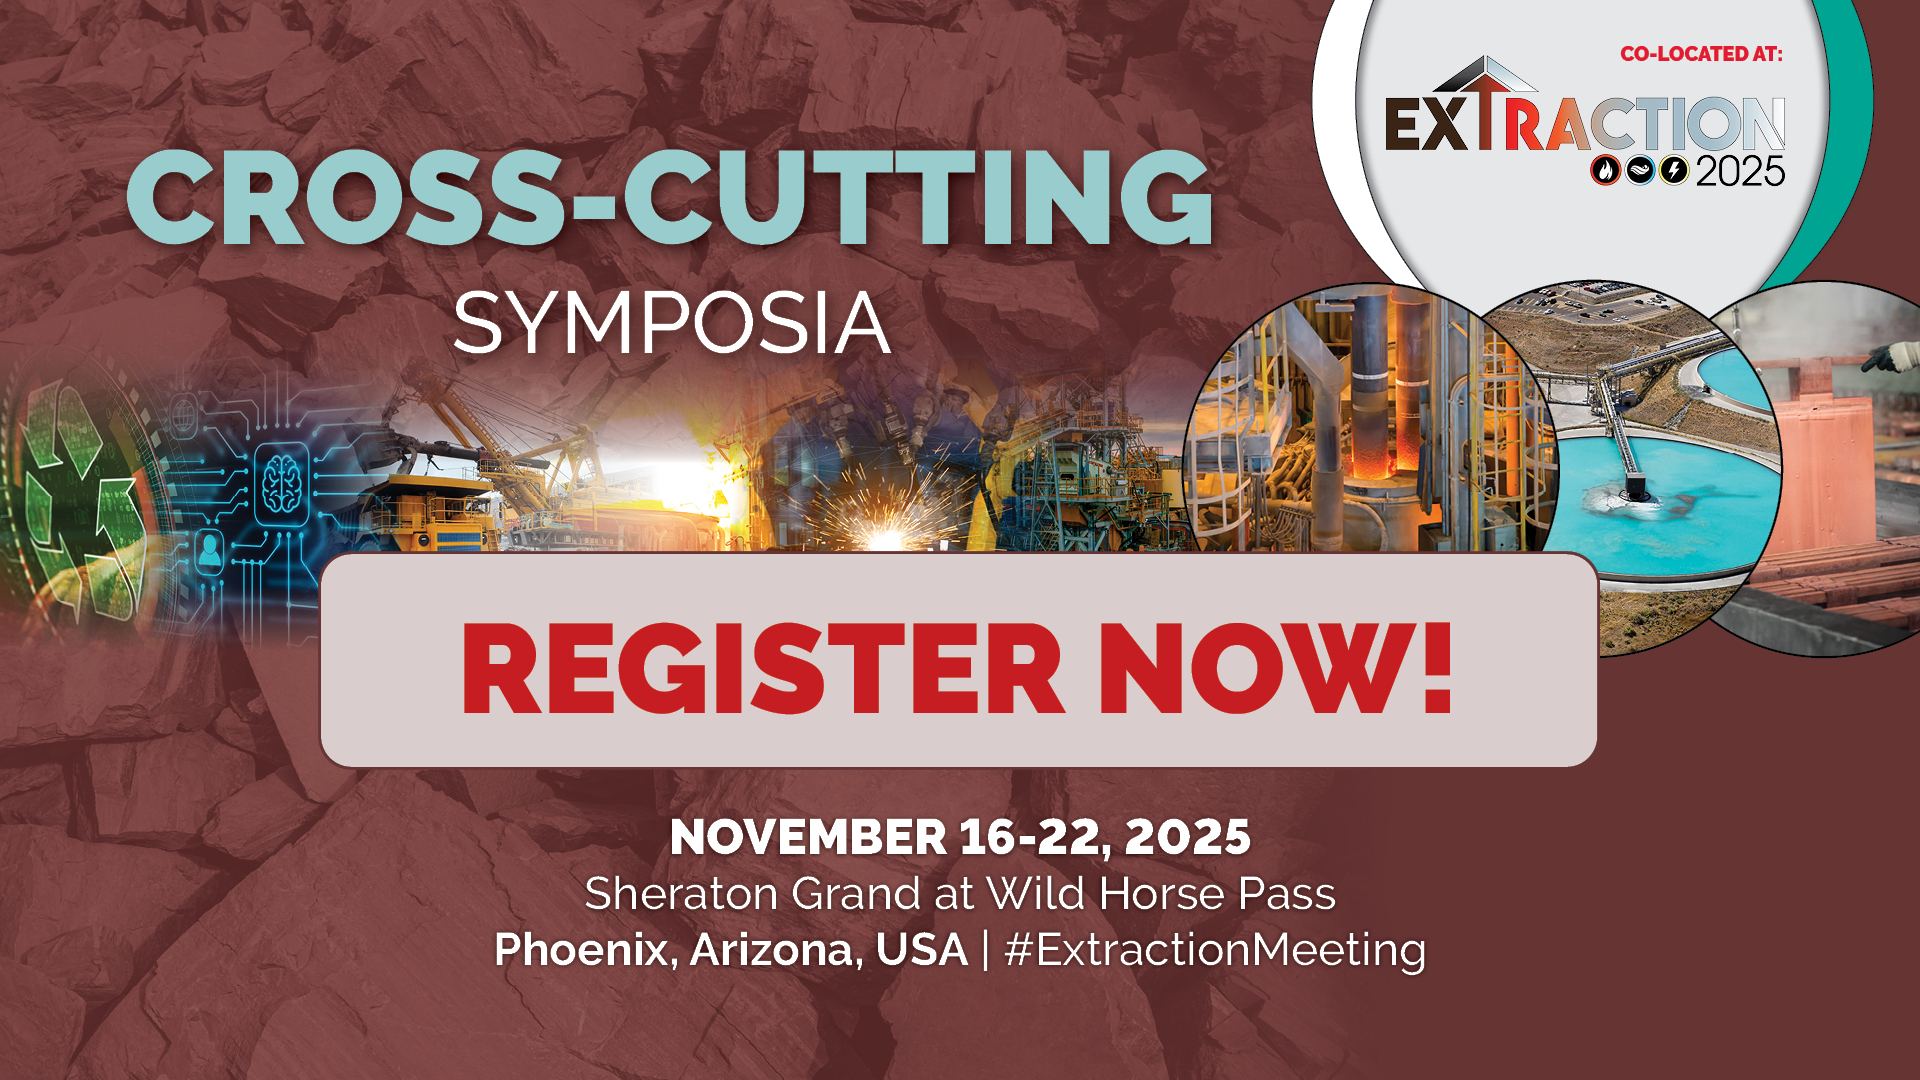 CO-LOCATED AT:
EXTRACTION
2025
CROSS-CUTTING
SYMPOSIA
REGISTER NOW!
NOVEMBER 16-22, 2025
Sheraton Grand at Wild Horse Pass
Phoenix, Arizona, USA | #ExtractionMeeting